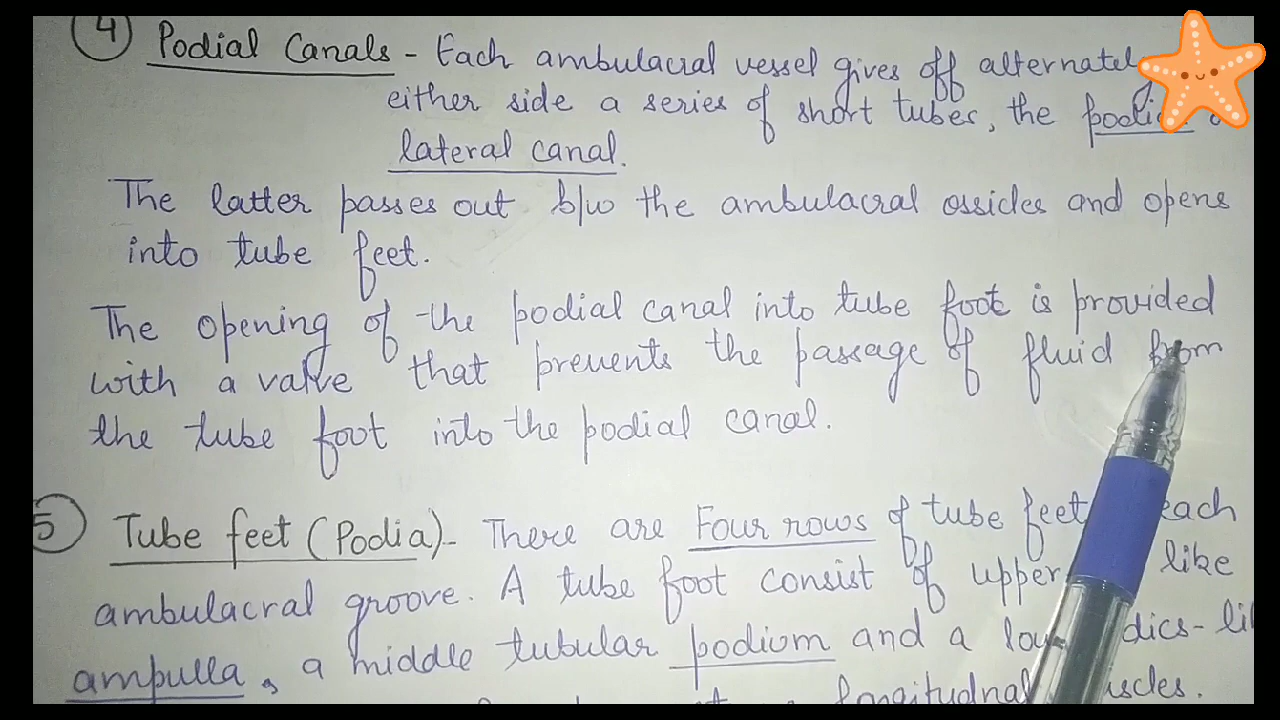 4 Podial Canals - Each ambulacral vessel gives off alternately
either side a series of short tubes, the podial
lateral canal.
The latter passes out b/w the ambulacral ossicles and opens
into tube feet.
The opening of the podial canal into tube foot is provided
with a valve that prevents the passage of fluid from
the tube foot into the podial canal.
5 Tube feet (Podia)- There are Four rows of tube feet each
ambulacral groove. A tube foot consist of upper like
ampulla, a middle tubular podium and a dics-li
longitudnal